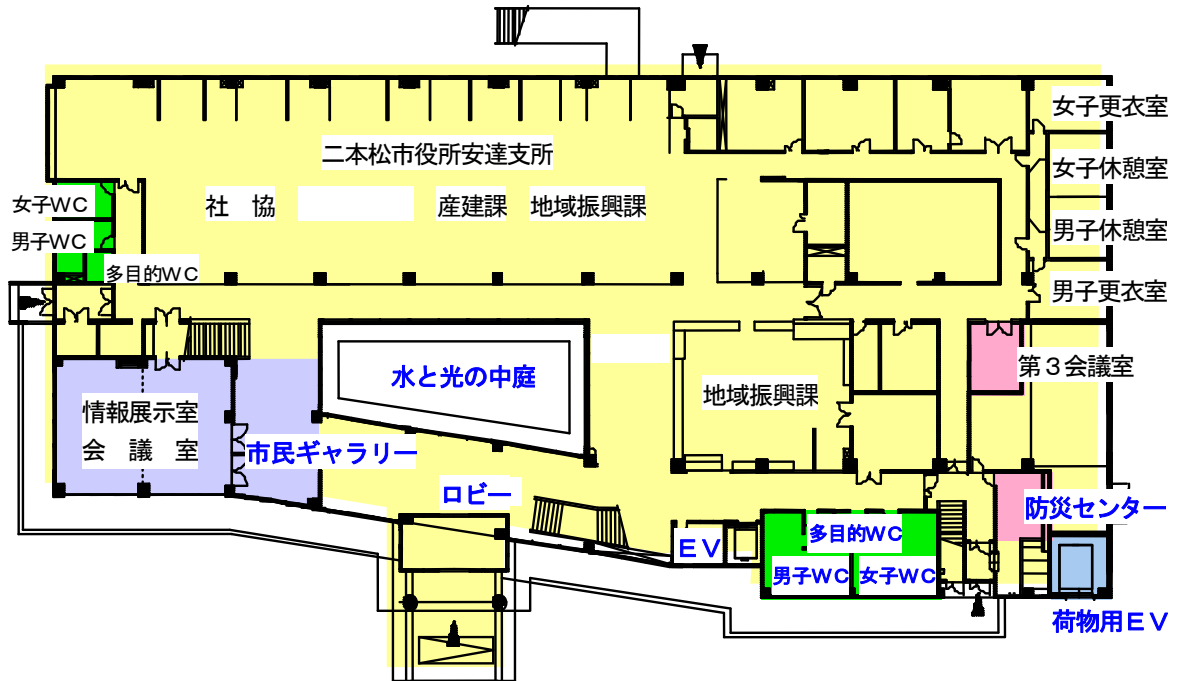 女子更衣室
二本松市役所安達支所
女子休憩室
女子ＷＣ
社　協
産建課
地域振興課
男子ＷＣ
男子休憩室
多目的ＷＣ
男子更衣室
水と光の中庭
第３会議室
地域振興課
情報展示室
会　議　室
市民ギャラリー
ロビー
防災センター
多目的ＷＣ
ＥＶ
男子ＷＣ
女子ＷＣ
荷物用ＥＶ